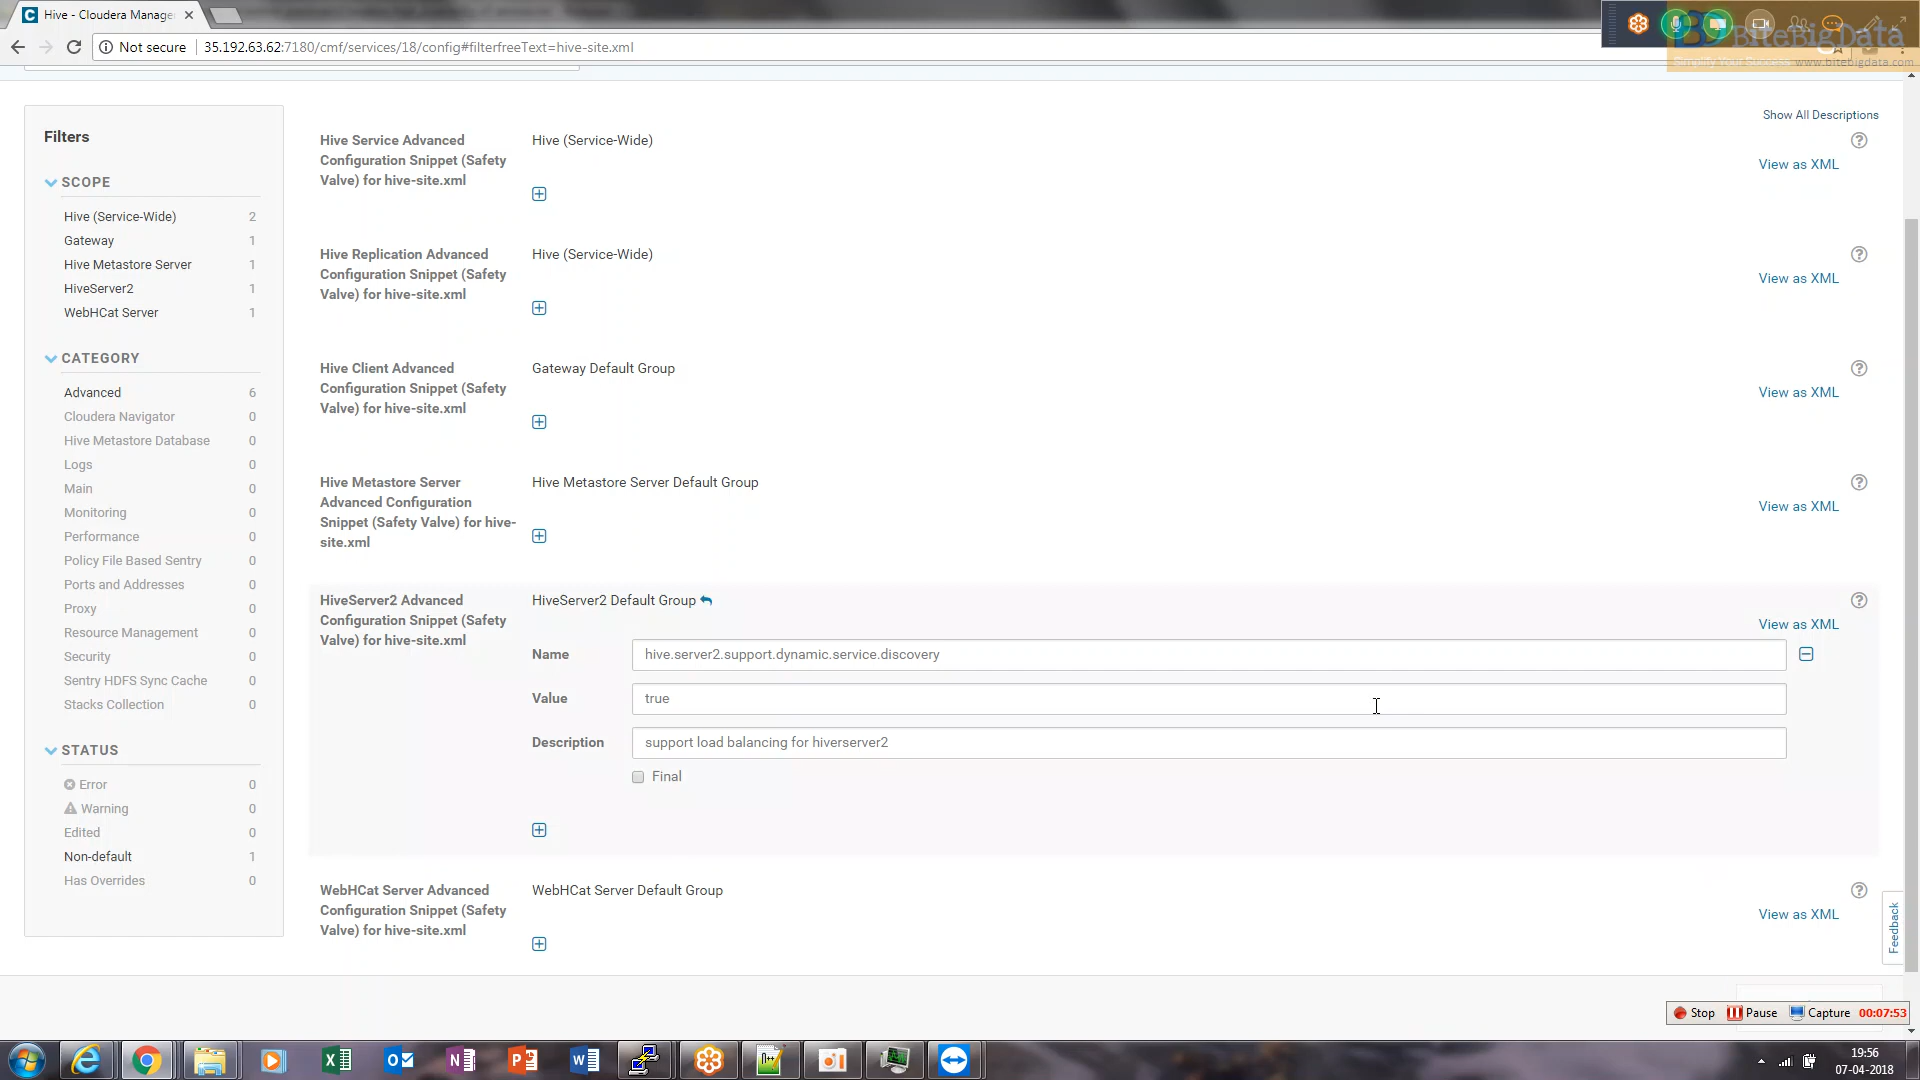 Hive - Cloudera Manage
Not secure
35.192.63.62:7180/cmf/services/18/config#filterfreeText=hive-site.xml
BiteBigData
Simplify Your Success
www.bitebigdata.com
Show All Descriptions
Filters
SCOPE
Hive (Service-Wide) 2
Gateway 1
Hive Metastore Server 1
HiveServer2 1
WebHCat Server 1
CATEGORY
Advanced 6
Cloudera Navigator 0
Hive Metastore Database 0
Logs 0
Main 0
Monitoring 0
Performance 0
Policy File Based Sentry 0
Ports and Addresses 0
Proxy 0
Resource Management 0
Security 0
Sentry HDFS Sync Cache 0
Stacks Collection 0
STATUS
Error 0
Warning 0
Edited 0
Non-default 1
Has Overrides 0
Hive Service Advanced
Configuration Snippet (Safety
Valve) for hive-site.xml
Hive (Service-Wide)
View as XML
Hive Replication Advanced
Configuration Snippet (Safety
Valve) for hive-site.xml
Hive (Service-Wide)
View as XML
Hive Client Advanced
Configuration Snippet (Safety
Valve) for hive-site.xml
Gateway Default Group
View as XML
Hive Metastore Server
Advanced Configuration
Snippet (Safety Valve) for hive-
site.xml
Hive Metastore Server Default Group
View as XML
HiveServer2 Advanced
Configuration Snippet (Safety
Valve) for hive-site.xml
HiveServer2 Default Group
View as XML
Name hive.server2.support.dynamic.service.discovery
Value true
Description support load balancing for hiverserver2
Final
WebHCat Server Advanced
Configuration Snippet (Safety
Valve) for hive-site.xml
WebHCat Server Default Group
View as XML
Feedback
Stop Pause Capture 00:07:53
19:56
07-04-2018